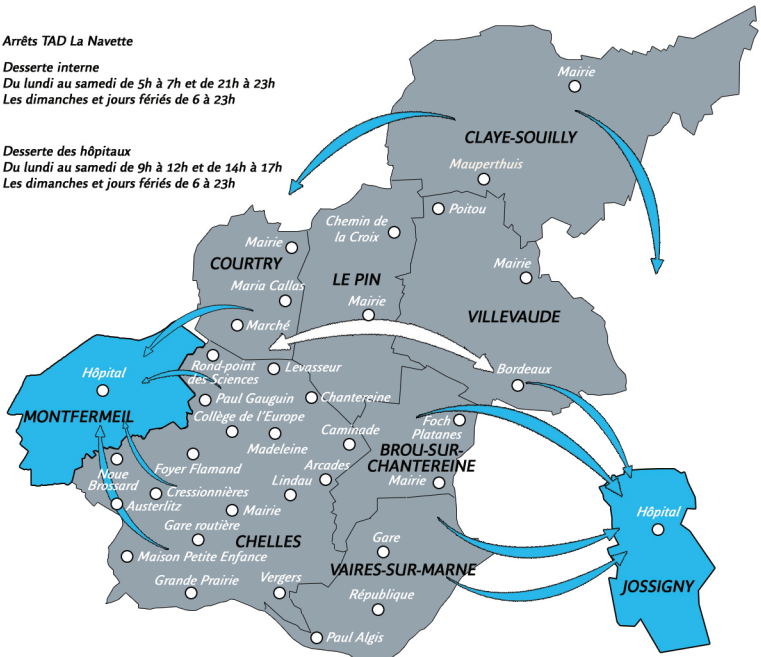 Arrêts TAD La Navette
Desserte interne
Du lundi au samedi de 5h à 7h et de 21h à 23h
Les dimanches et jours fériés de 6 à 23h
Desserte des hôpitaux
Du lundi au samedi de 9h à 12h et de 14h à 17h
Les dimanches et jours fériés de 6 à 23h
Mairie
CLAYE-SOUILLY
Mauperthuis
Poitou
Chemin de
la Croix
Mairie
COURTRY
Mairie
LE PIN
Maria Callas
Mairie
VILLEVAUDE
Marché
Rond-point
des Sciences
Levasseur
Bordeaux
Hôpital
MONTFERMEIL
Paul Gauguin
Chantereine
Collège de l'Europe
Caminade
Foch
Platanes
Madeleine
BROU-SUR-
CHANTEREINE
Mairie
Noue
Brossard
Foyer Flamand
Arcades
Lindau
Cressionnières
Austerlitz
Mairie
Hôpital
Gare routière
CHELLES
Gare
Maison Petite Enfance
VAIRES-SUR-MARNE
Grande Prairie
Vergers
République
JOSSIGNY
Paul Algis